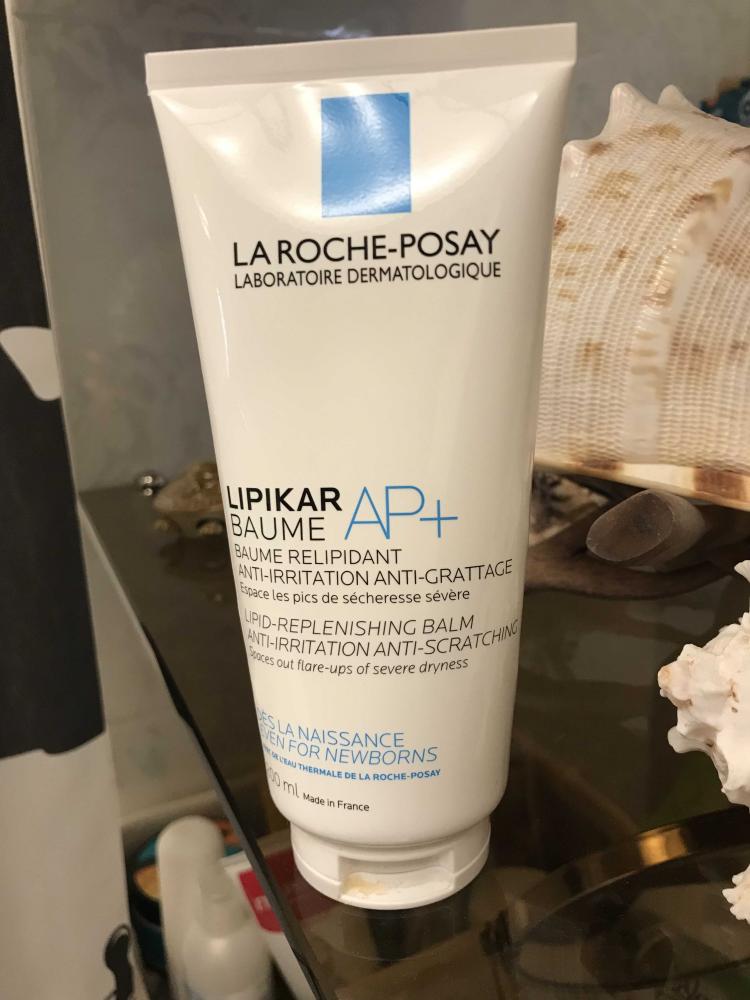 LA ROCHE-POSAY
LABORATOIRE DERMATOLOGIQUE
LIPIKAR
BAUME AP+
BAUME RELIPIDANT
ANTI-IRRITATION ANTI-GRATTAGE
Espace les pics de sécheresse sévère
LIPID-REPLENISHING BALM
ANTI-IRRITATION ANTI-SCRATCHING
Spaces out flare-ups of severe dryness
DÈS LA NAISSANCE
EVEN FOR NEWBORNS
DE L'EAU THERMALE DE LA ROCHE-POSAY
ml Made in France